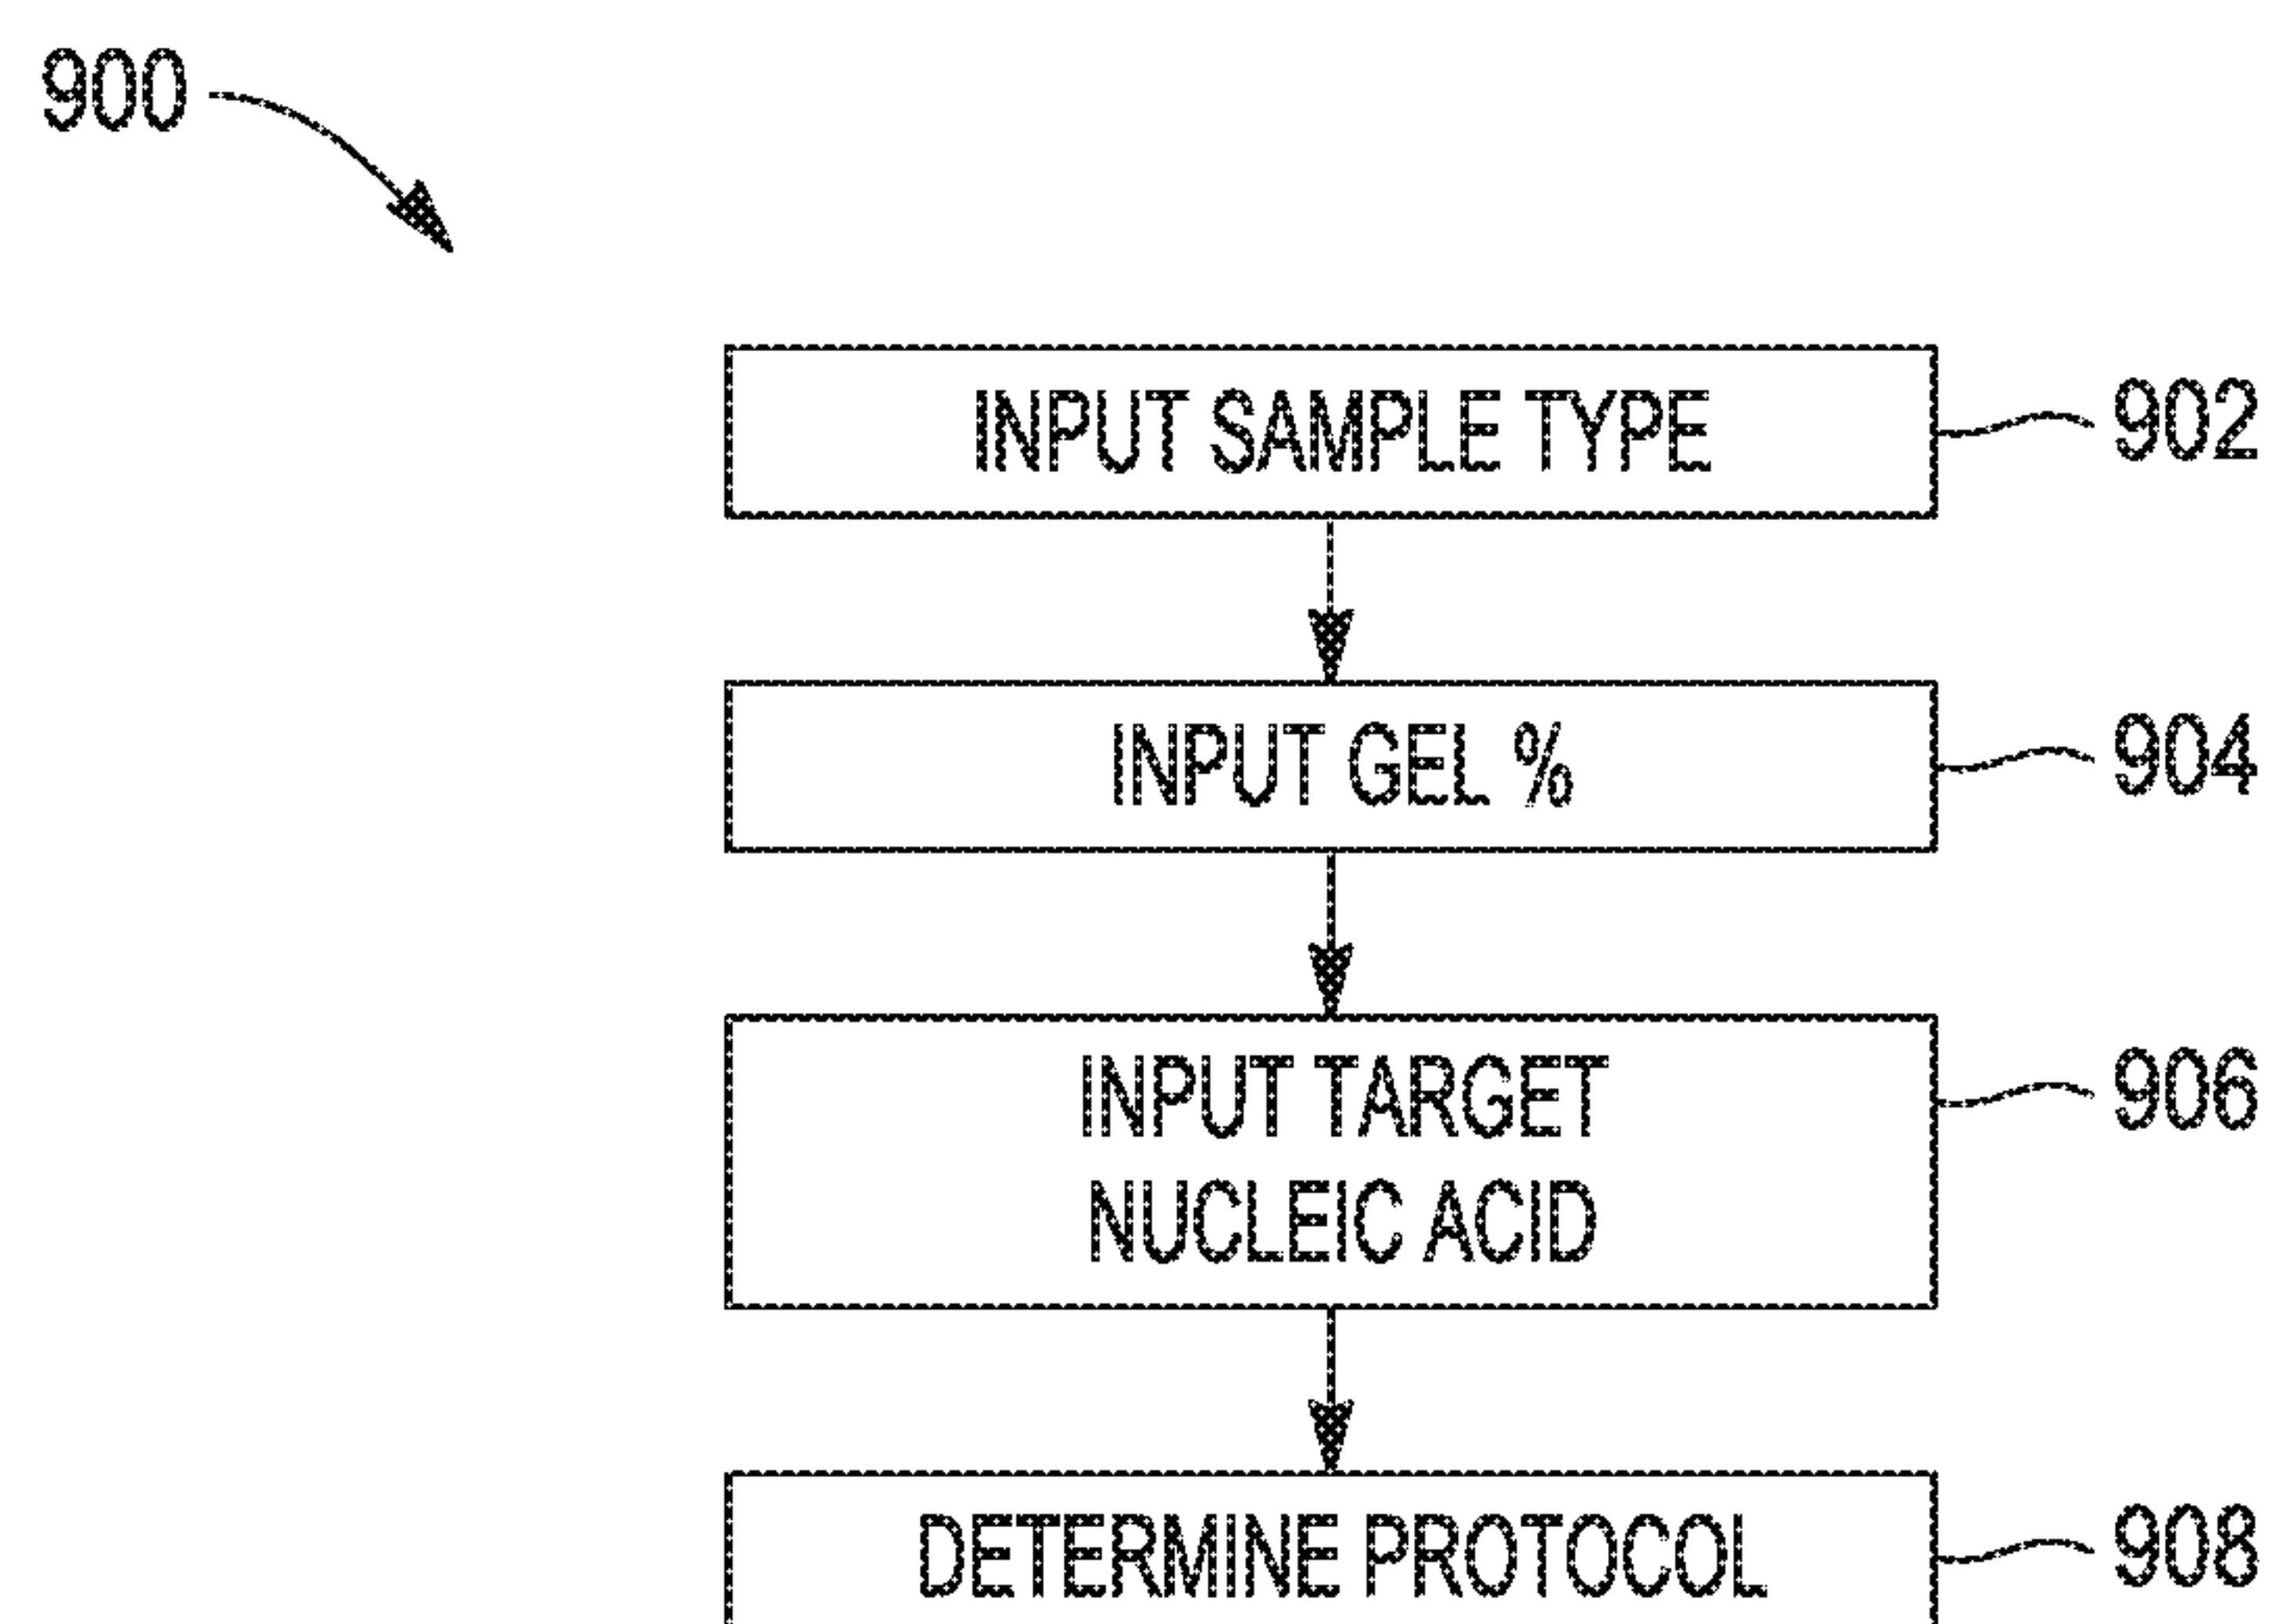 900
INPUT SAMPLE TYPE 902
INPUT GEL % 904
INPUT TARGET 906
NUCLEIC ACID
DETERMINE PROTOCOL 908